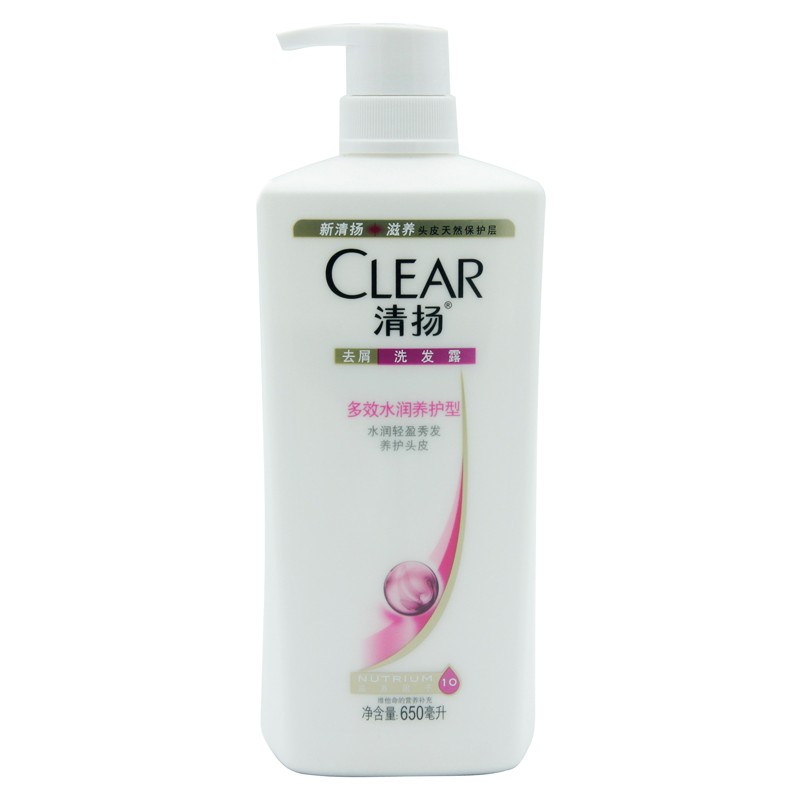 新清扬 滋养 头皮天然保护层
CLEAR
清扬®
去屑 洗发露
多效水润养护型
水润轻盈秀发
养护头皮
NUTRIUM 10
净含量:650毫升